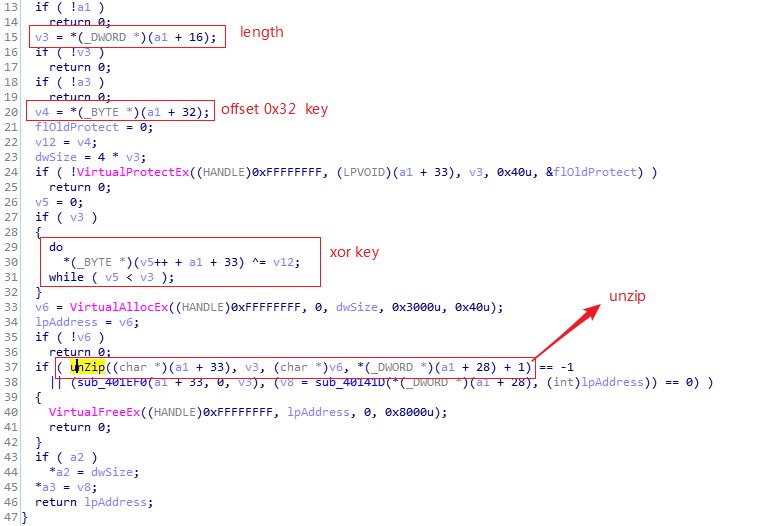 13 if ( !a1 )
14 return 0;
15 v3 = *(_DWORD *)(a1 + 16); length
16 if ( !v3 )
17 return 0;
18 if ( !a3 )
19 return 0;
20 v4 = *(_BYTE *)(a1 + 32); offset 0x32 key
21 flOldProtect = 0;
22 v12 = v4;
23 dwSize = 4 * v3;
24 if ( !VirtualProtectEx((HANDLE)0xFFFFFFFF, (LPVOID)(a1 + 33), v3, 0x40u, &flOldProtect) )
25 return 0;
26 v5 = 0;
27 if ( v3 )
28 {
29 do
30 *(_BYTE *)(v5++ + a1 + 33) ^= v12; xor key
31 while ( v5 < v3 );
32 }
33 v6 = VirtualAllocEx((HANDLE)0xFFFFFFFF, 0, dwSize, 0x3000u, 0x40u); unzip
34 lpAddress = v6;
35 if ( !v6 )
36 return 0;
37 if ( unZip((char *)(a1 + 33), v3, (char *)v6, *(_DWORD *)(a1 + 28) + 1) == -1
38 || (sub_401EF0(a1 + 33, 0, v3), (v8 = sub_40141D(*(_DWORD *)(a1 + 28), (int)lpAddress)) == 0) )
39 {
40 VirtualFreeEx((HANDLE)0xFFFFFFFF, lpAddress, 0, 0x8000u);
41 return 0;
42 }
43 if ( a2 )
44 *a2 = dwSize;
45 *a3 = v8;
46 return lpAddress;
47 }